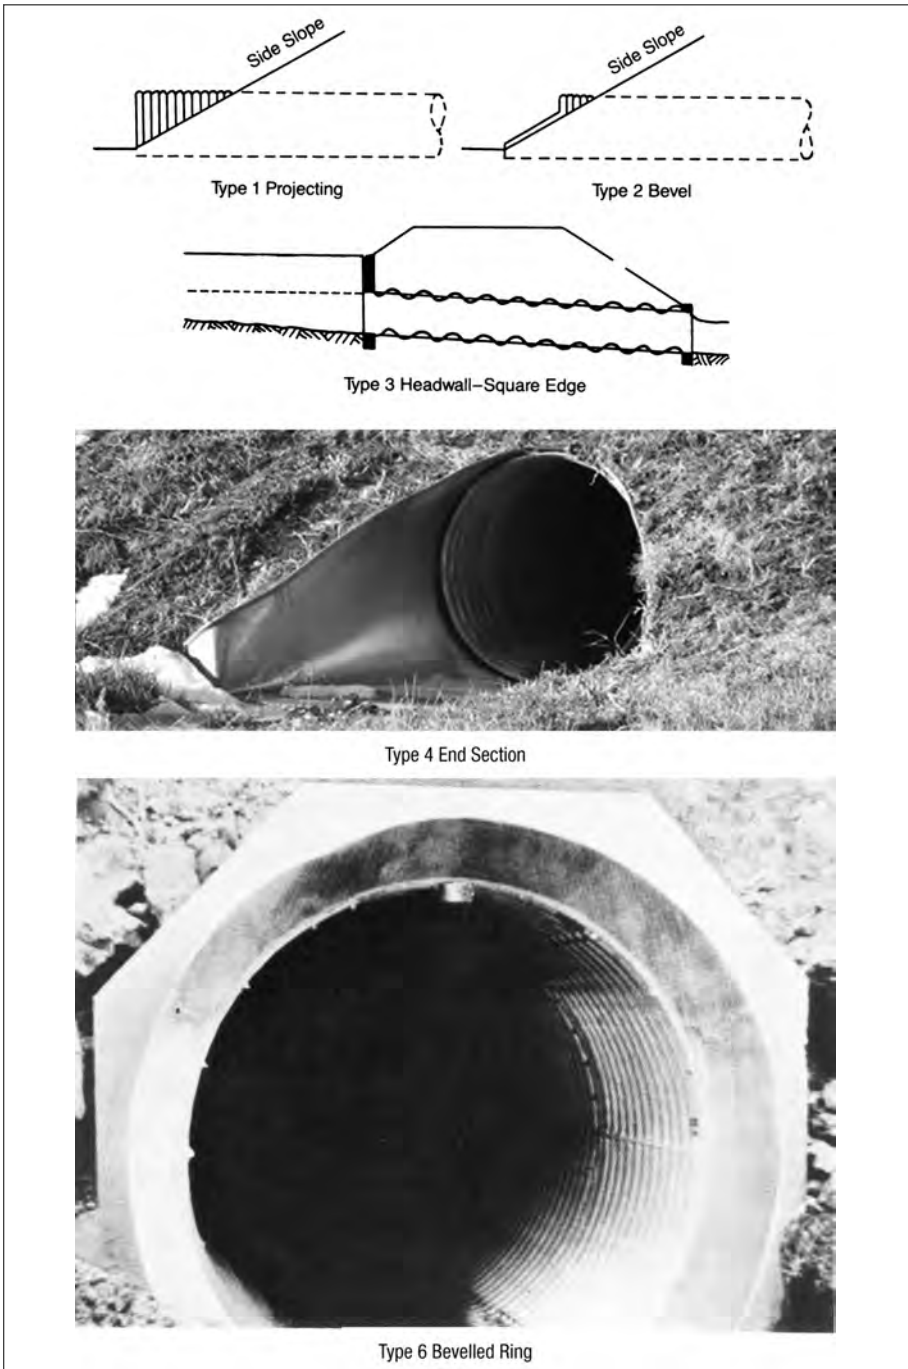 Side Slope
Side Slope
Type 1 Projecting
Type 2 Bevel
Type 3 Headwall–Square Edge
Type 4 End Section
Type 6 Bevelled Ring